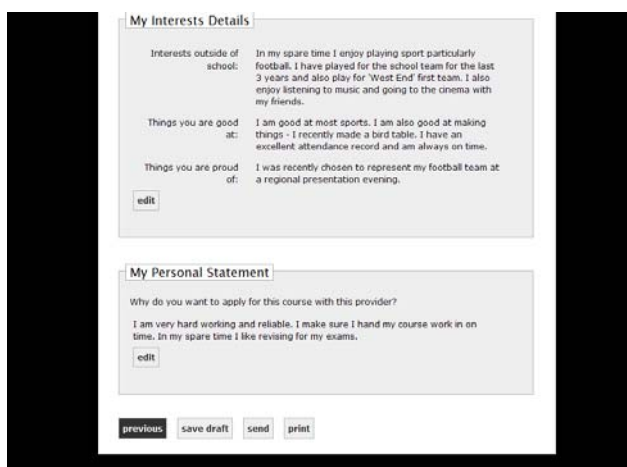 My Interests Details
Interests outside of
school:
In my spare time I enjoy playing sport particularly
football. I have played for the school team for the last
3 years and also play for 'West End' first team. I also
enjoy listening to music and going to the cinema with
my friends.
Things you are good
at:
I am good at most sports. I am also good at making
things - I recently made a bird table. I have an
excellent attendance record and am always on time.
Things you are proud
of:
I was recently chosen to represent my football team at
a regional presentation evening.
edit
My Personal Statement
Why do you want to apply for this course with this provider?
I am very hard working and reliable. I make sure I hand my course work in on
time. In my spare time I like revising for my exams.
edit
previous save draft send print